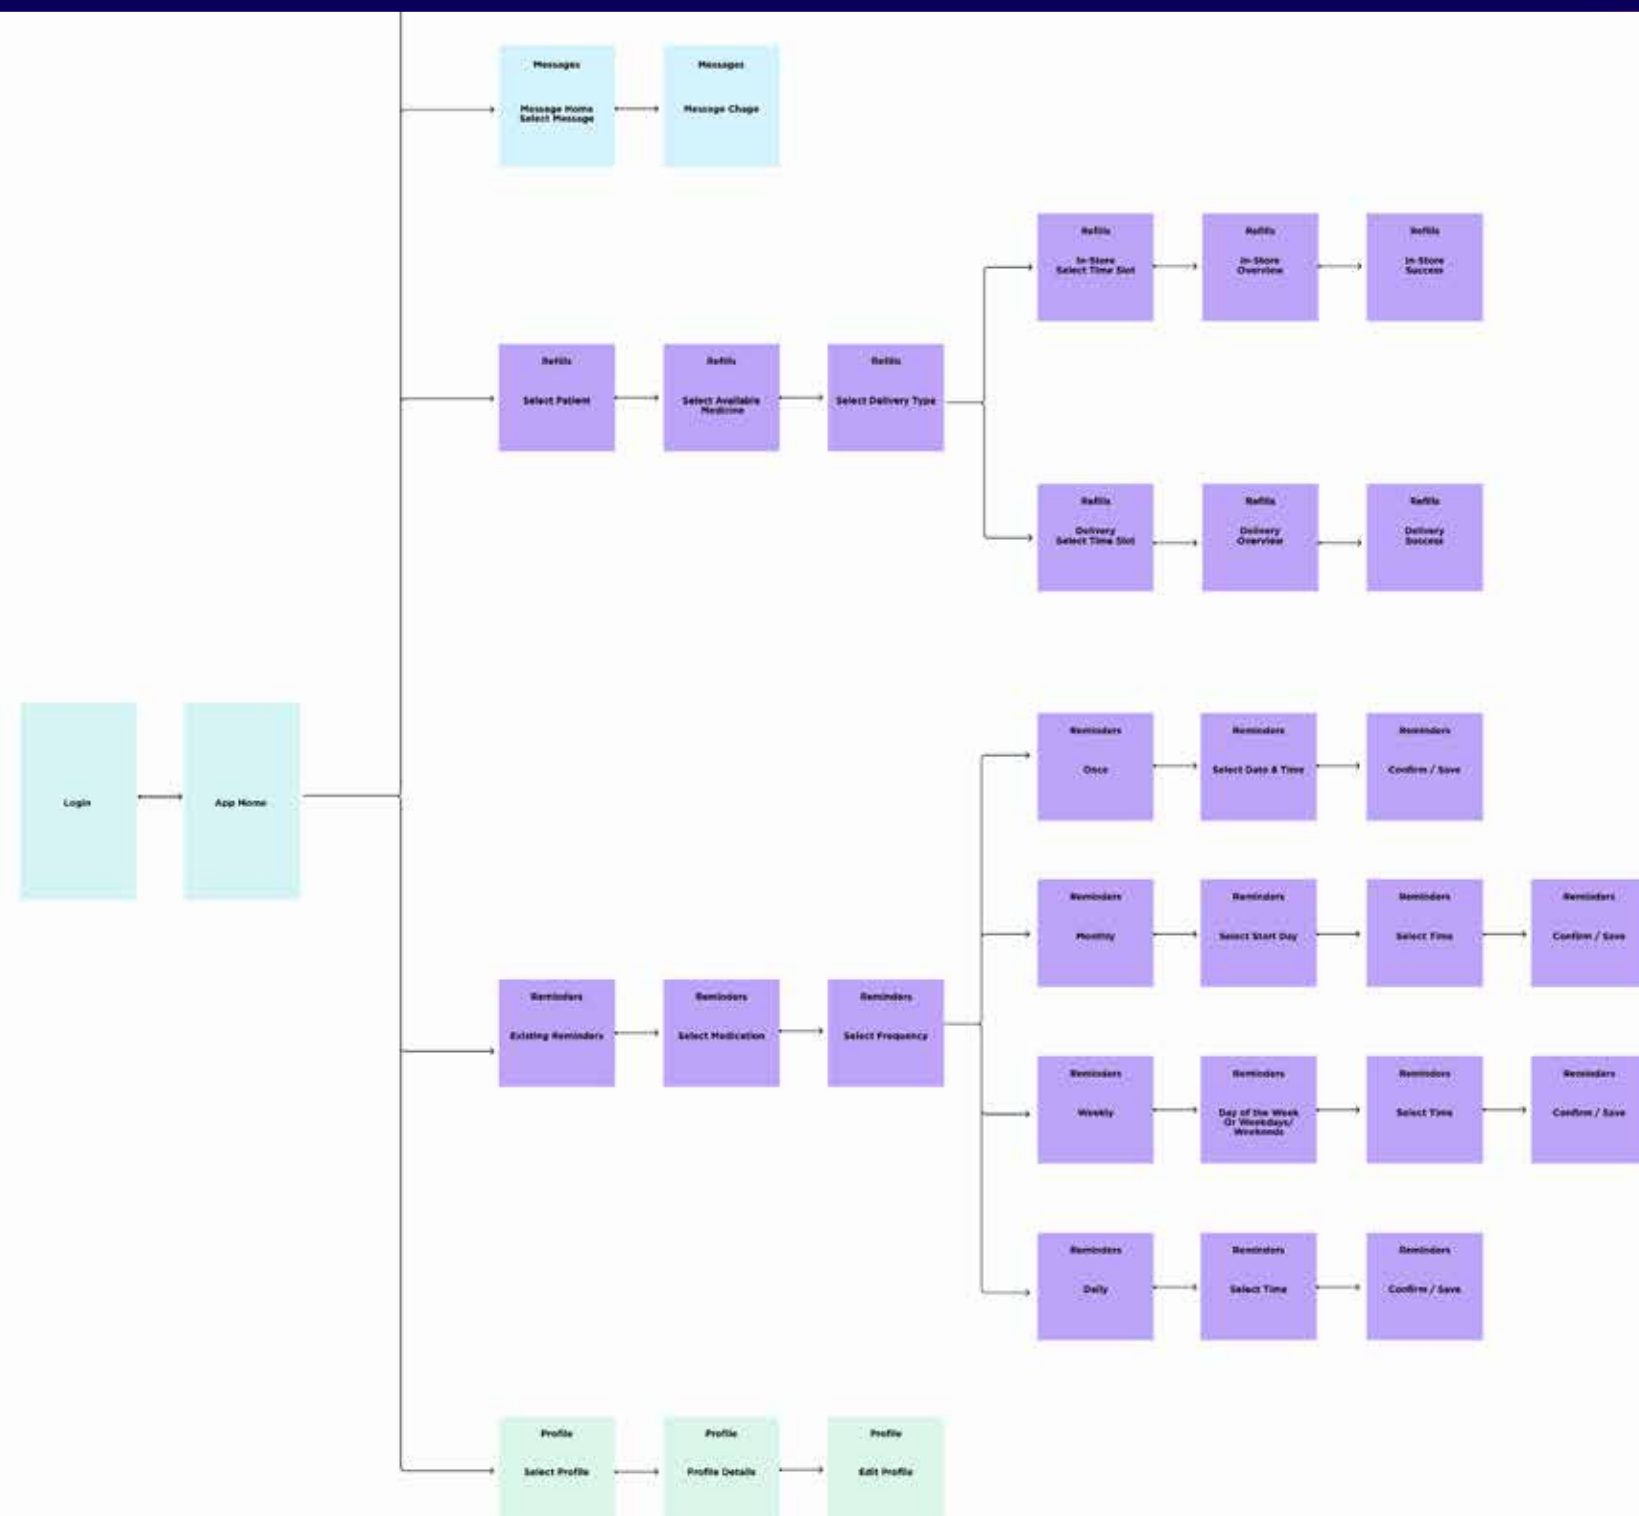 Messages
Message Home
Select Message
Messages
Message Chage
Refills
In-Store
Select Time Slot
Refills
In-Store
Overview
Refills
In-Store
Success
Refills
Select Patient
Refills
Select Available
Medicine
Refills
Select Delivery Type
Refills
Delivery
Select Time Slot
Refills
Delivery
Overview
Refills
Delivery
Success
Login
App Home
Reminders
Once
Reminders
Select Date & Time
Reminders
Confirm / Save
Reminders
Monthly
Reminders
Select Start Day
Reminders
Select Time
Reminders
Confirm / Save
Reminders
Existing Reminders
Reminders
Select Medication
Reminders
Select Frequency
Reminders
Weekly
Reminders
Day of the Week
Or Weekdays/
Weekends
Reminders
Select Time
Reminders
Confirm / Save
Reminders
Daily
Reminders
Select Time
Reminders
Confirm / Save
Profile
Select Profile
Profile
Profile Details
Profile
Edit Profile